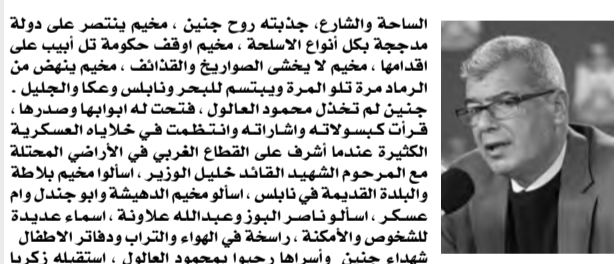 الساحة والشارع، جذبته روح جنين ، مخيم ينتصر على دولة
مدججة بكل أنواع الاسلحة ، مخيم اوقف حكومة تل أبيب على
اقدامها ، مخيم لا يخشى الصواريخ والقذائف ، مخيم ينهض من
الرماد مرة تلو المرة ويبتسم للبحر ونابلس وعكا والجليل .
جنين لم تخذل محمود العالول ، فتحت له ابوابها وصدرها ،
قرأت كبسولاته واشاراته وانتظمت في خلاياه العسكرية
الكثيرة عندما أشرف على القطاع الغربي في الأراضي المحتلة
مع المرحوم الشهيد القائد خليل الوزير ، اسألوا مخيم بلاطة
والبلدة القديمة في نابلس ، اسألو مخيم الدهيشة وابو جندل وام
عسكر ، اسألو ناصر البوز وعبدالله علاونة ، اسماء عديدة
للشخوص والأمكنة ، راسخة في الهواء والتراب ودفاتر الاطفال
شهداء جنين وأسراها رحبوا بمحمود العالول ، استقبله زكريا